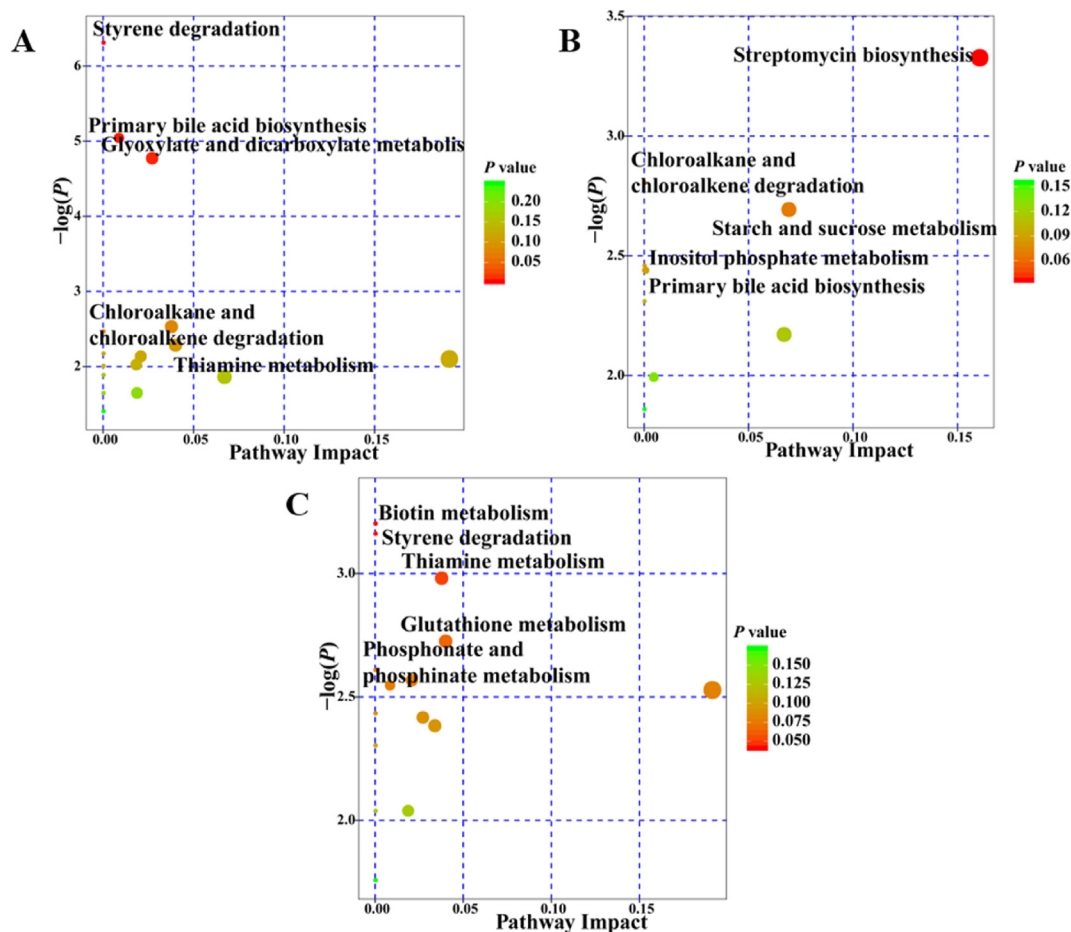 A
Styrene degradation
Primary bile acid biosynthesis
Glyoxylate and dicarboxylate metabolis
Chloroalkane and
chloroalkene degradation
Thiamine metabolism
6
5
4
3
2
−log(P)
0.00 0.05 0.10 0.15
Pathway Impact
P value
0.20
0.15
0.10
0.05
B
Streptomycin biosynthesis
Chloroalkane and
chloroalkene degradation
Starch and sucrose metabolism
Inositol phosphate metabolism
Primary bile acid biosynthesis
3.5
3.0
2.5
2.0
−log(P)
0.00 0.05 0.10 0.15
Pathway Impact
P value
0.15
0.12
0.09
0.06
C
Biotin metabolism
Styrene degradation
Thiamine metabolism
Glutathione metabolism
Phosphonate and
phosphinate metabolism
3.0
2.5
2.0
−log(P)
0.00 0.05 0.10 0.15
Pathway Impact
P value
0.150
0.125
0.100
0.075
0.050